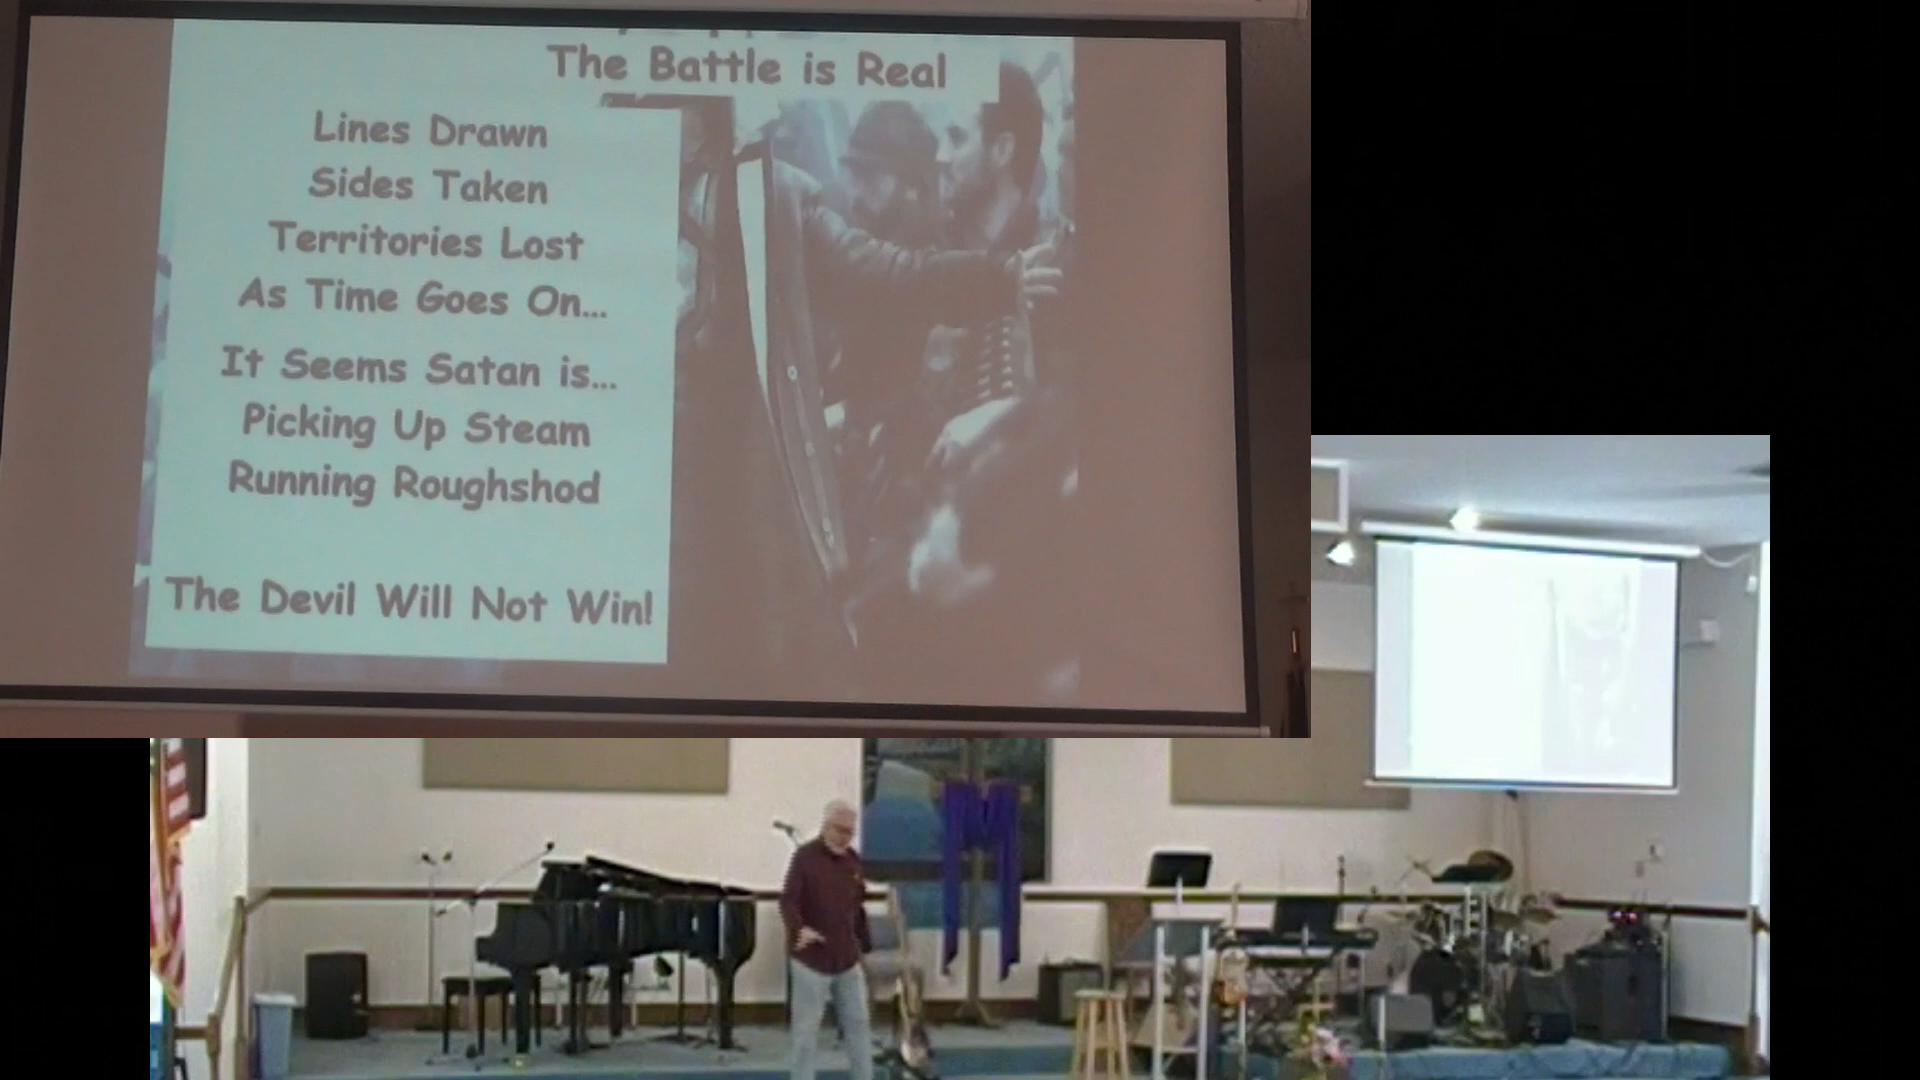 The Battle is Real
Lines Drawn
Sides Taken
Territories Lost
As Time Goes On...
It Seems Satan is...
Picking Up Steam
Running Roughshod
The Devil Will Not Win!